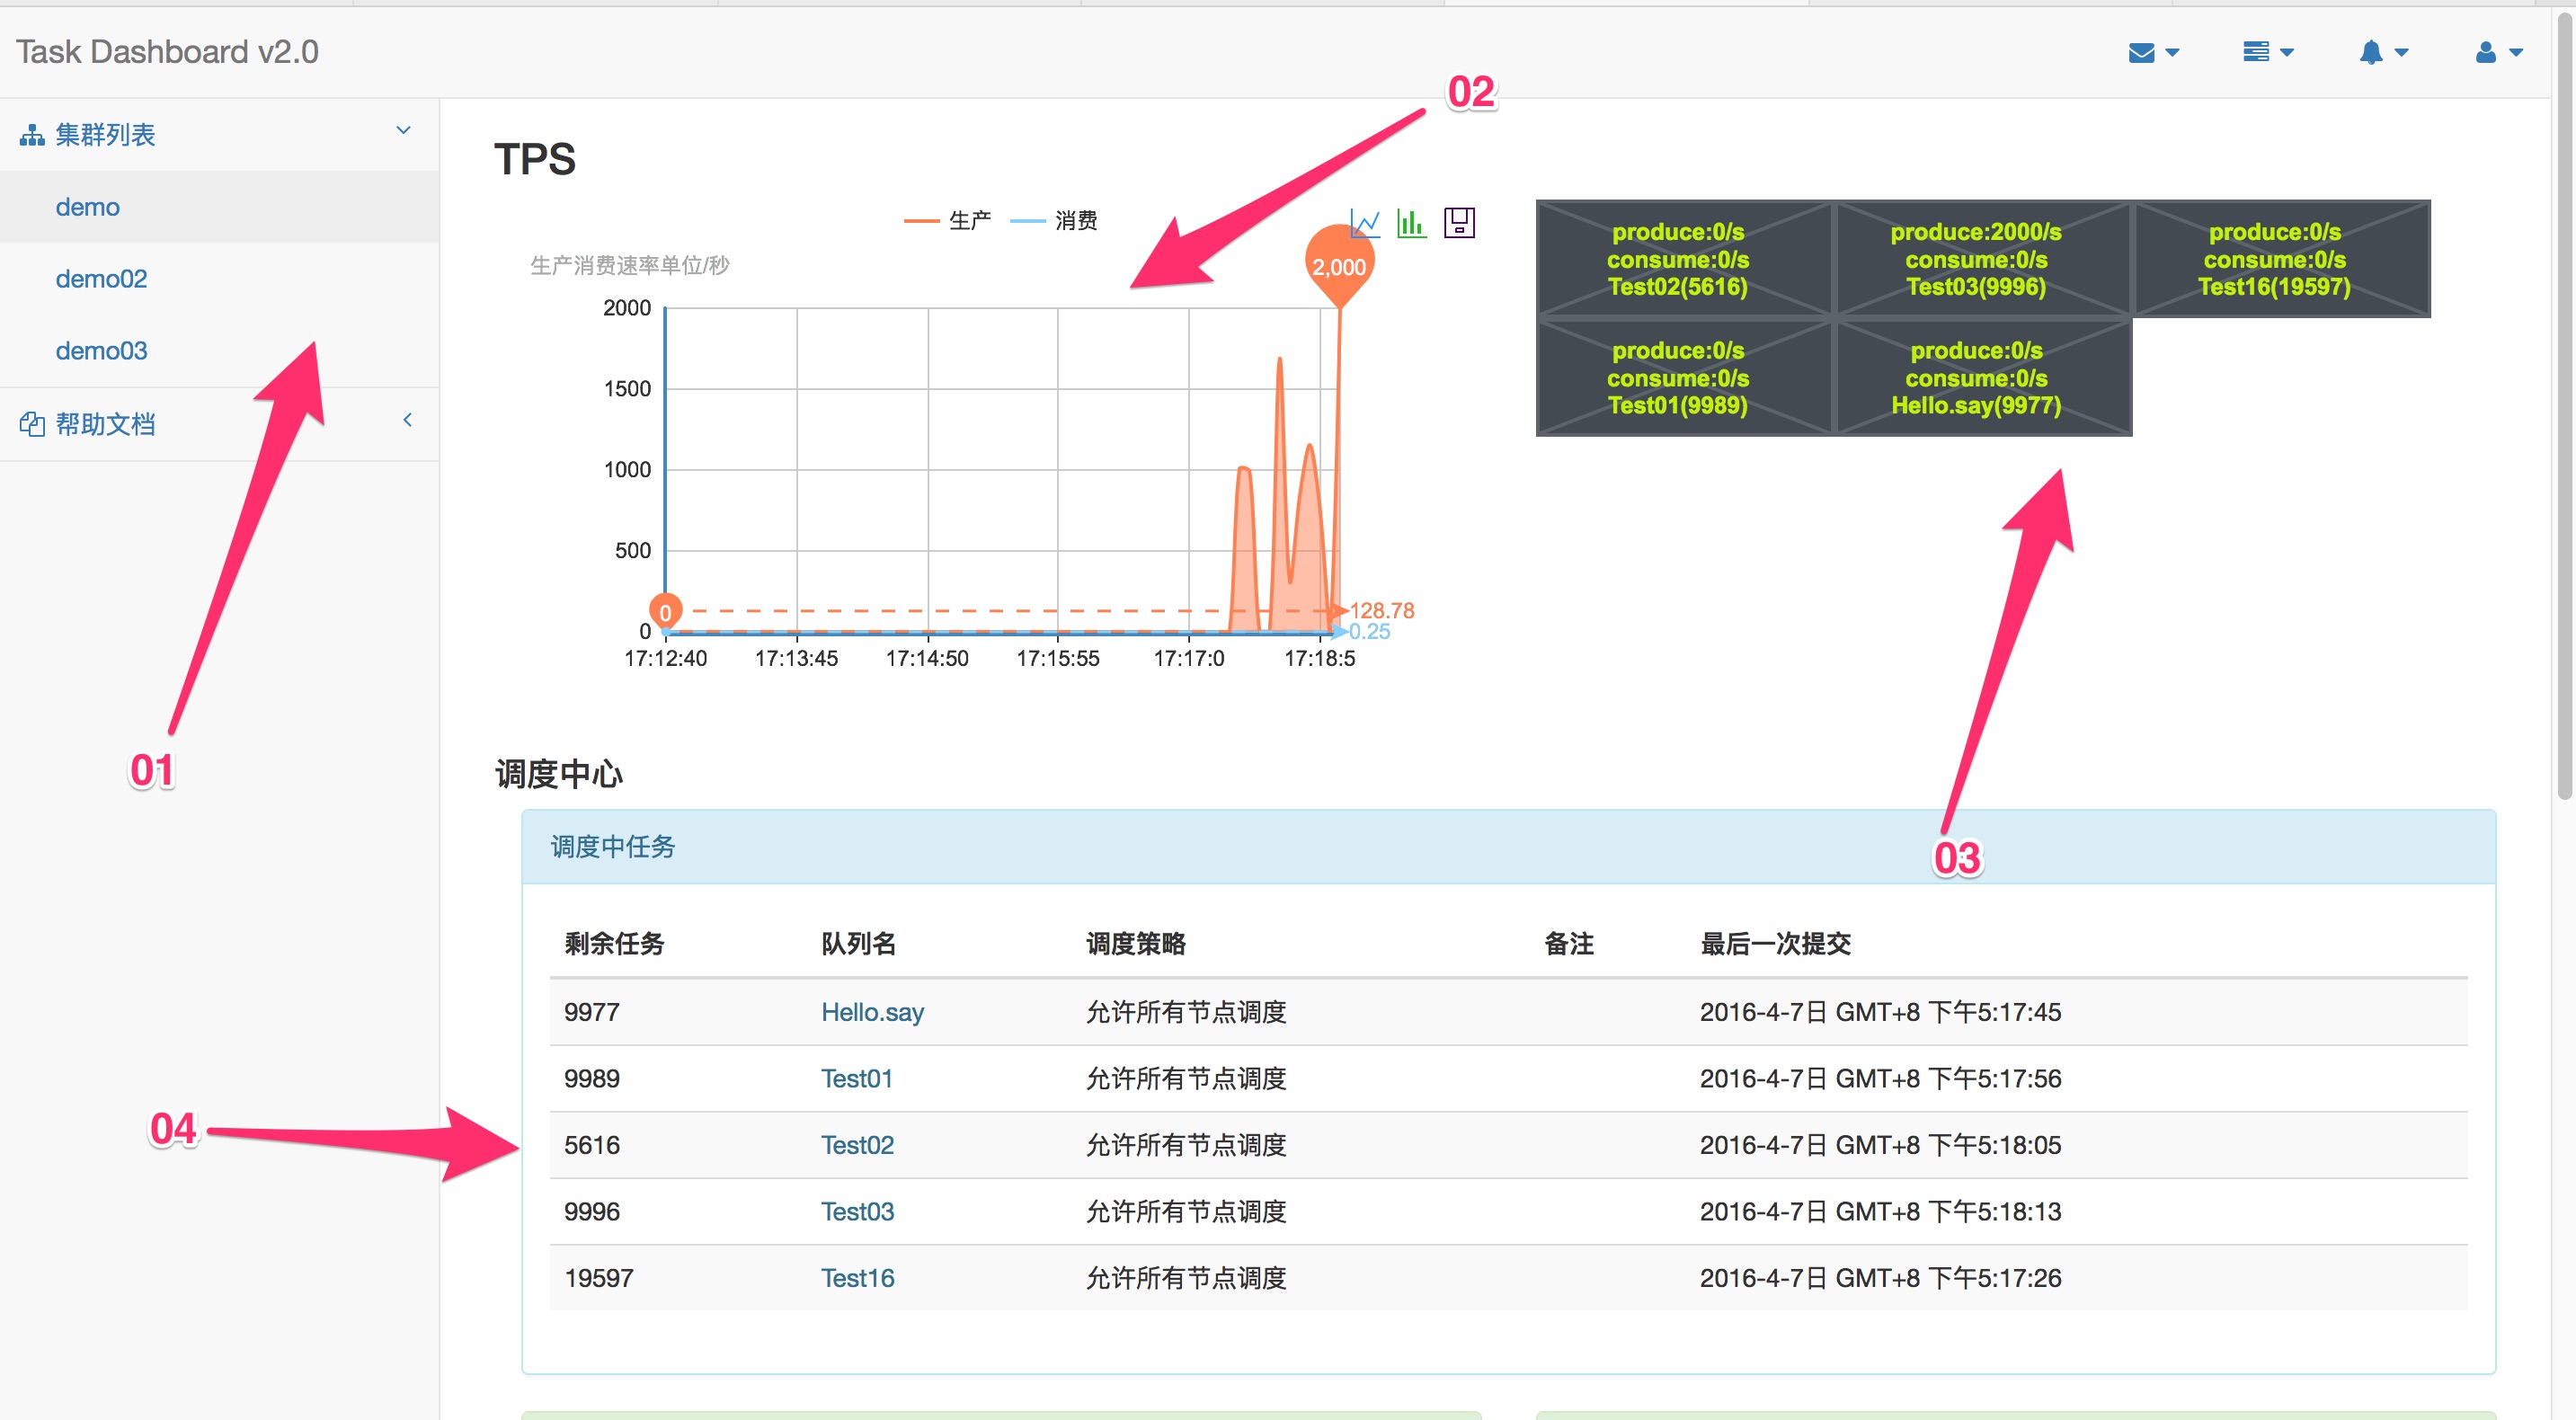 Task Dashboard v2.0
集群列表
demo
demo02
demo03
帮助文档
01
02
TPS
生产 消费
生产消费速率单位/秒
2,000
2000
1500
1000
500
0
0
128.78
0.25
17:12:40 17:13:45 17:14:50 17:15:55 17:17:0 17:18:5
produce:0/s
consume:0/s
Test02(5616)
produce:2000/s
consume:0/s
Test03(9996)
produce:0/s
consume:0/s
Test16(19597)
produce:0/s
consume:0/s
Test01(9989)
produce:0/s
consume:0/s
Hello.say(9977)
03
04
调度中心
调度中任务
剩余任务 队列名 调度策略 备注 最后一次提交
9977 Hello.say 允许所有节点调度 2016-4-7日 GMT+8 下午5:17:45
9989 Test01 允许所有节点调度 2016-4-7日 GMT+8 下午5:17:56
5616 Test02 允许所有节点调度 2016-4-7日 GMT+8 下午5:18:05
9996 Test03 允许所有节点调度 2016-4-7日 GMT+8 下午5:18:13
19597 Test16 允许所有节点调度 2016-4-7日 GMT+8 下午5:17:26